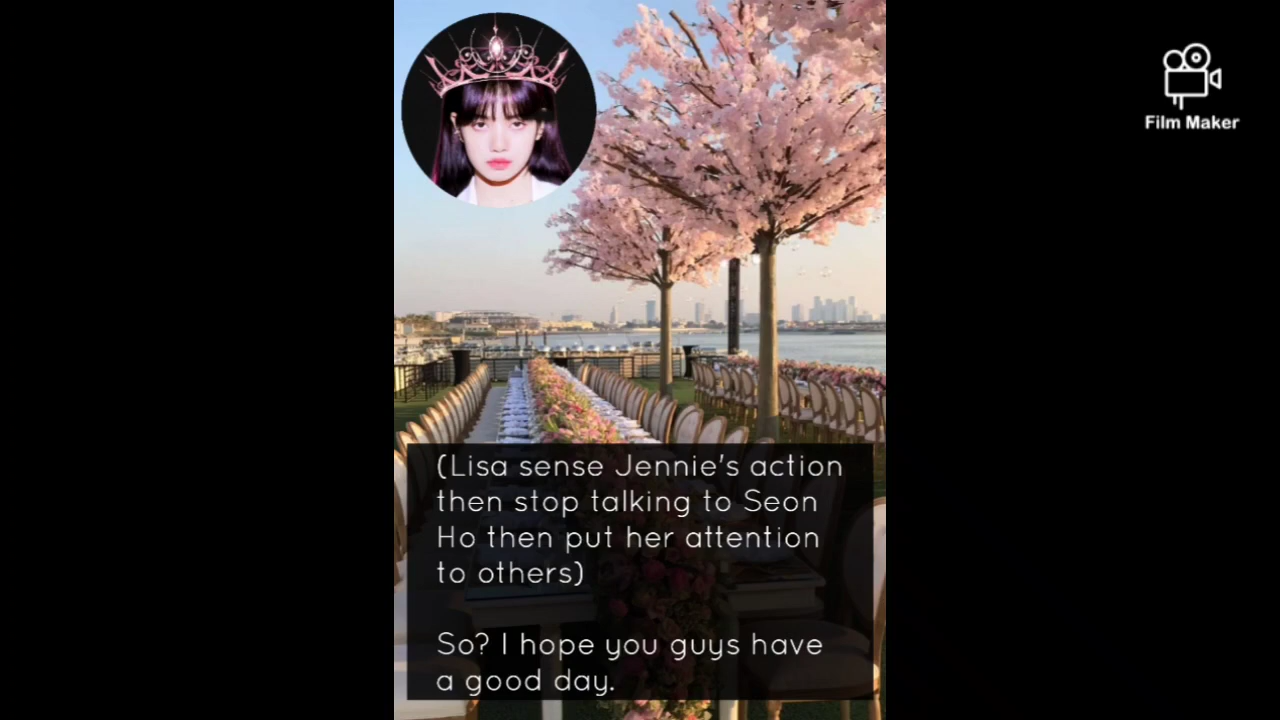 Film Maker
(Lisa sense Jennie's action
then stop talking to Seon
Ho then put her attention
to others)
So? I hope you guys have
a good day.